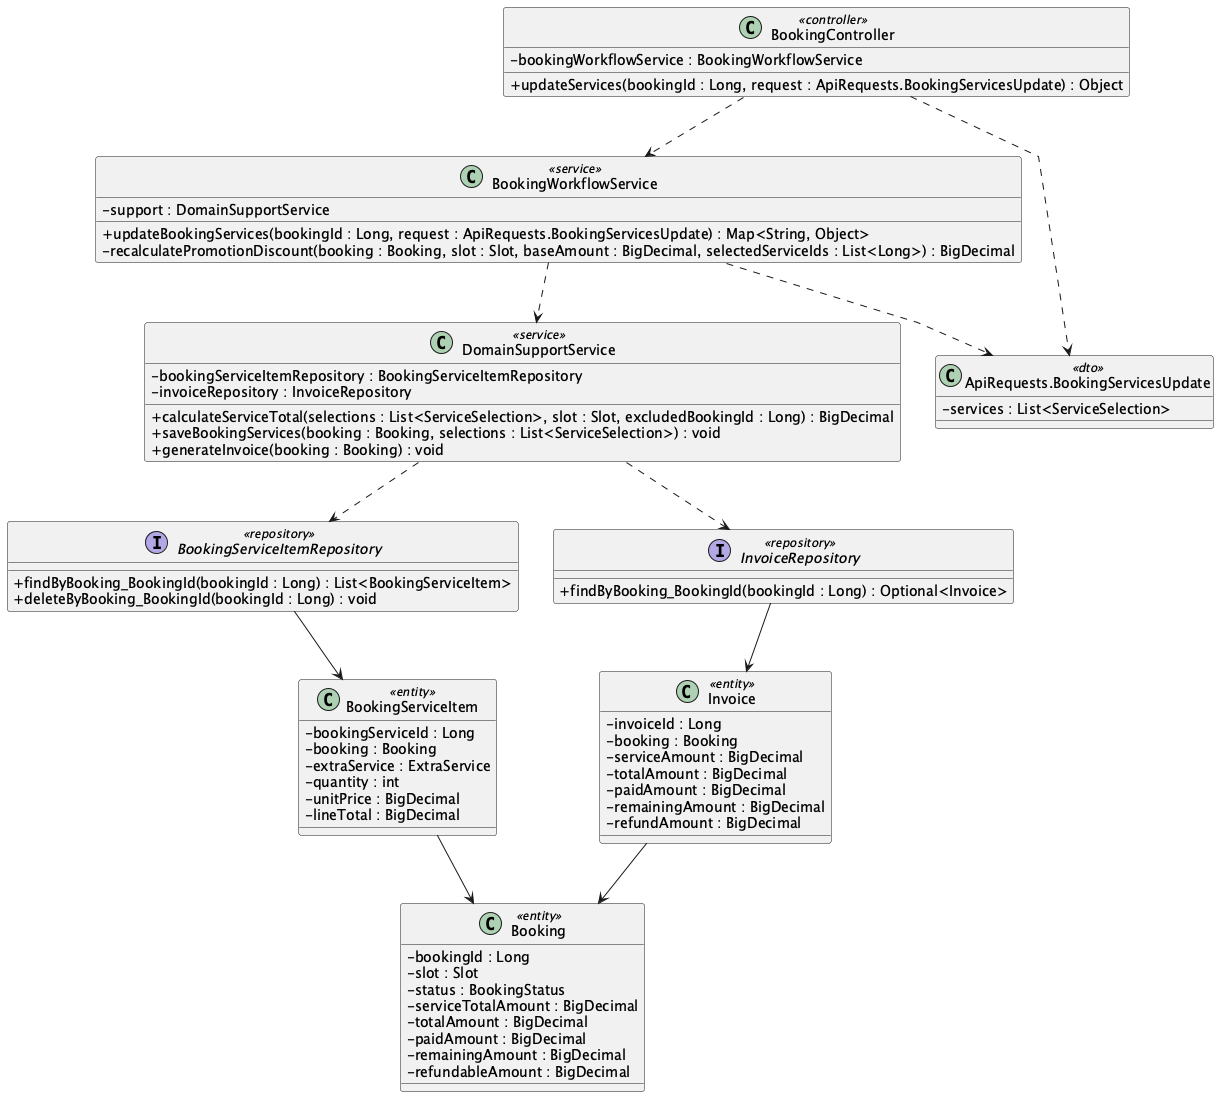 C
«controller»
BookingController
-bookingWorkflowService : BookingWorkflowService
+updateServices(bookingId : Long, request : ApiRequests.BookingServicesUpdate) : Object
C
«service»
BookingWorkflowService
-support : DomainSupportService
+updateBookingServices(bookingId : Long, request : ApiRequests.BookingServicesUpdate) : Map<String, Object>
-recalculatePromotionDiscount(booking : Booking, slot : Slot, baseAmount : BigDecimal, selectedServiceIds : List<Long>) : BigDecimal
C
«service»
DomainSupportService
-bookingServiceItemRepository : BookingServiceItemRepository
-invoiceRepository : InvoiceRepository
+calculateServiceTotal(selections : List<ServiceSelection>, slot : Slot, excludedBookingId : Long) : BigDecimal
+saveBookingServices(booking : Booking, selections : List<ServiceSelection>) : void
+generateInvoice(booking : Booking) : void
C
«dto»
ApiRequests.BookingServicesUpdate
-services : List<ServiceSelection>
I
«repository»
BookingServiceItemRepository
+findByBooking_BookingId(bookingId : Long) : List<BookingServiceItem>
+deleteByBooking_BookingId(bookingId : Long) : void
I
«repository»
InvoiceRepository
+findByBooking_BookingId(bookingId : Long) : Optional<Invoice>
C
«entity»
BookingServiceItem
-bookingServiceId : Long
-booking : Booking
-extraService : ExtraService
-quantity : int
-unitPrice : BigDecimal
-lineTotal : BigDecimal
C
«entity»
Invoice
-invoiceId : Long
-booking : Booking
-serviceAmount : BigDecimal
-totalAmount : BigDecimal
-paidAmount : BigDecimal
-remainingAmount : BigDecimal
-refundAmount : BigDecimal
C
«entity»
Booking
-bookingId : Long
-slot : Slot
-status : BookingStatus
-serviceTotalAmount : BigDecimal
-totalAmount : BigDecimal
-paidAmount : BigDecimal
-remainingAmount : BigDecimal
-refundableAmount : BigDecimal